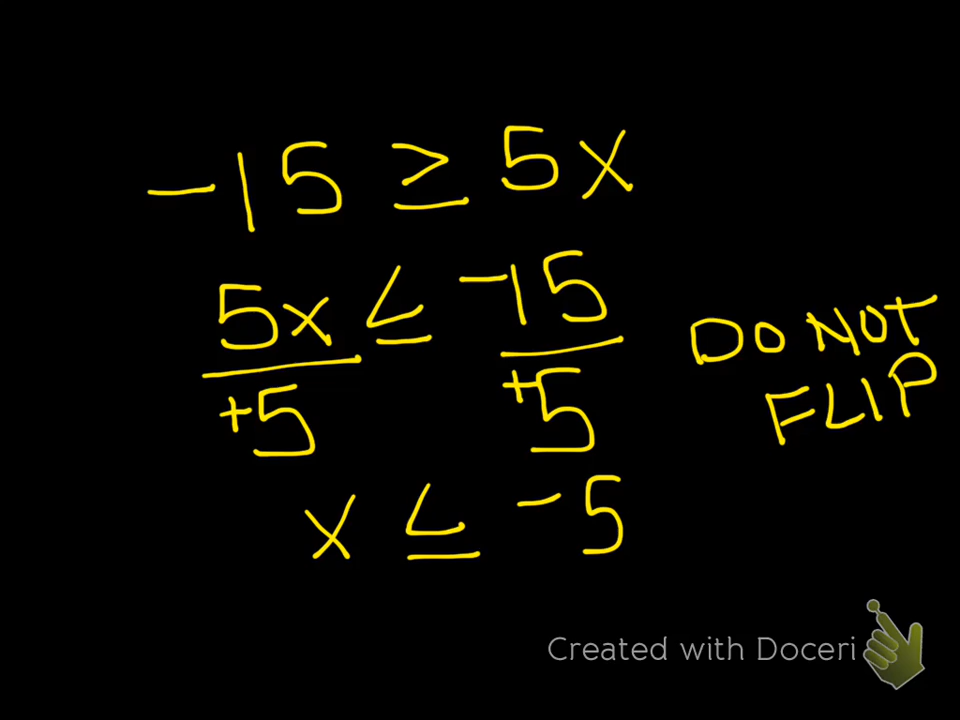 -15 ≥ 5x
5x ≤ -15
+5 +5
DO NOT
FLIP
x ≤ -5
Created with Doceri